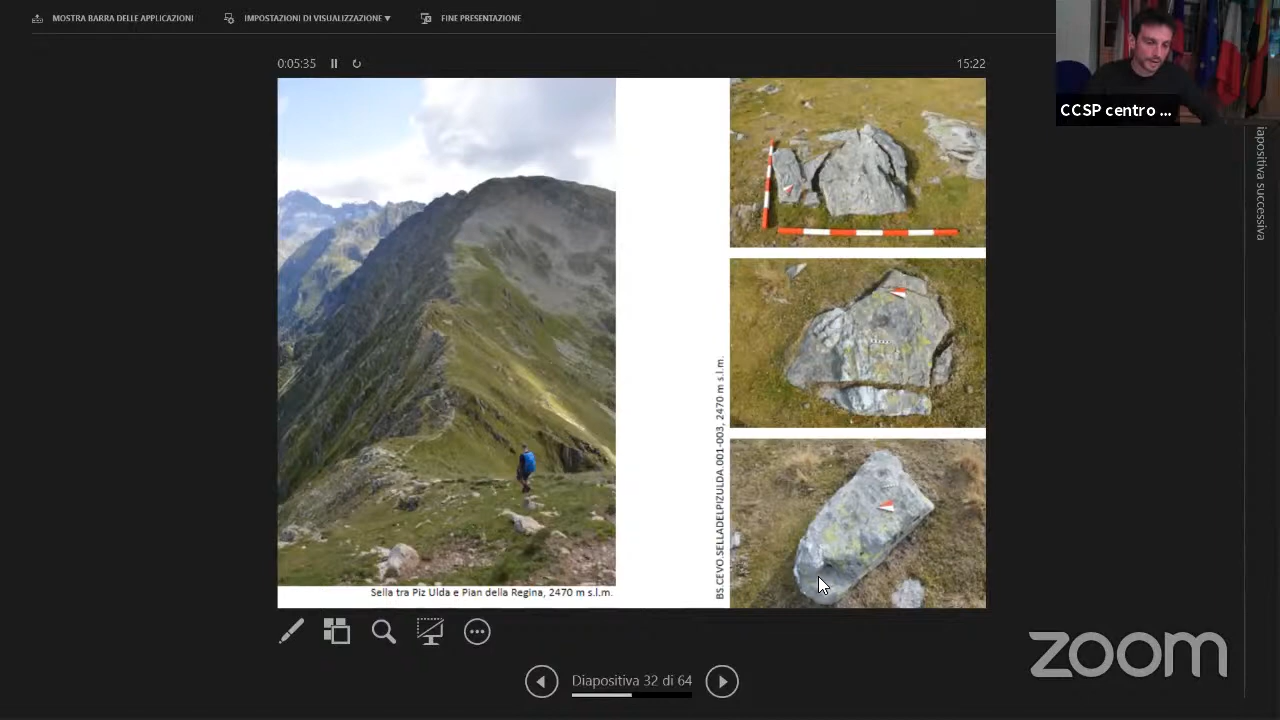 MOSTRA BARRA DELLE APPLICAZIONI
IMPOSTAZIONI DI VISUALIZZAZIONE ▼
FINE PRESENTAZIONE
0:05:35
15:22
CCSP centro ...
iapositiva successiva
BS.CEVO.SELLADELPIZULDA.001-003, 2470 m s.l.m.
Sella tra Piz Ulda e Pian della Regina, 2470 m s.l.m.
Diapositiva 32 di 64
zoom